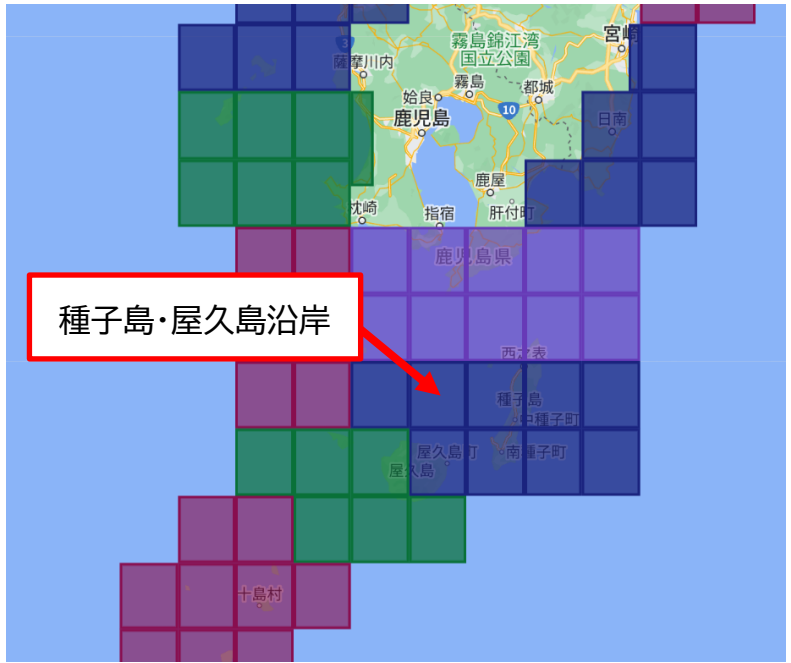 霧島錦江湾
国立公園
宮崎
3
薩摩川内
霧島
都城
姶良
10
鹿児島
日南
鹿屋
枕崎
指宿
肝付町
鹿児島県
種子島・屋久島沿岸
西之表
種子島
中種子町
屋久島町
南種子町
屋久島
十島村